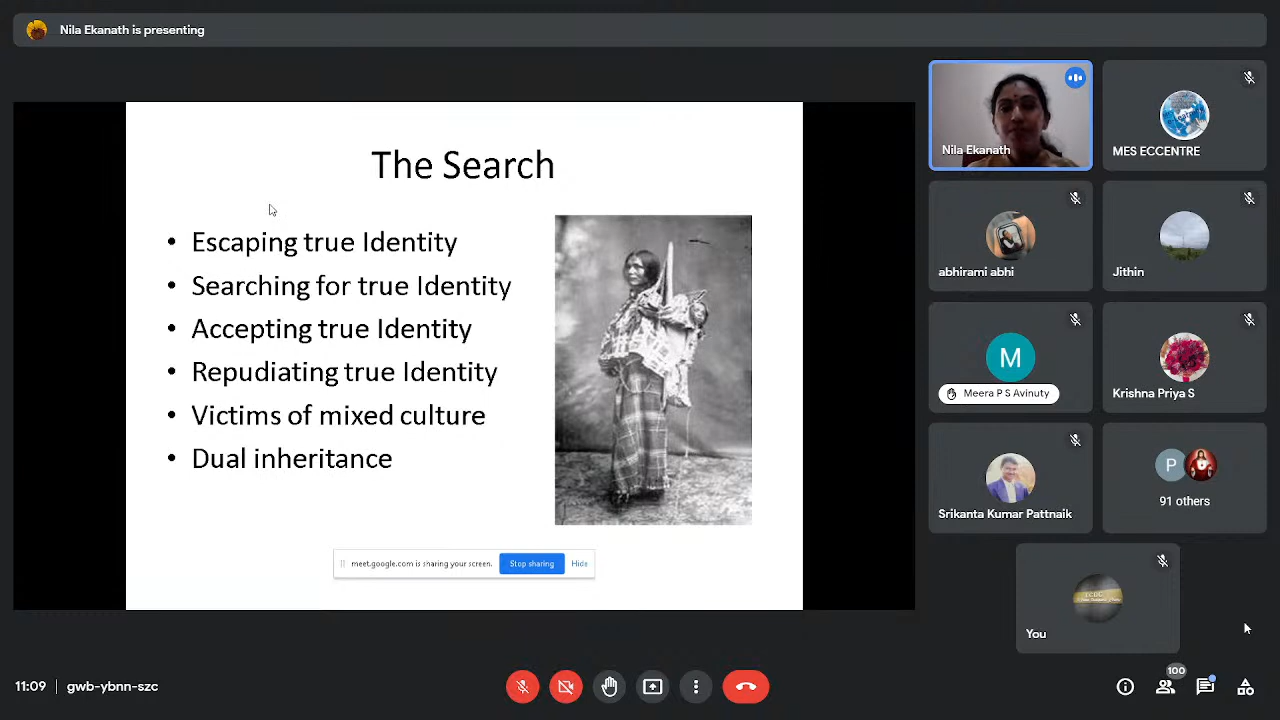 Nila Ekanath is presenting
The Search
• Escaping true Identity
• Searching for true Identity
• Accepting true Identity
• Repudiating true Identity
• Victims of mixed culture
• Dual inheritance
meet.google.com is sharing your screen.
Stop sharing
Hide
Nila Ekanath
MES ECCENTRE
abhirami abhi
Jithin
M
Meera P S Avinuty
Krishna Priya S
Srikanta Kumar Pattnaik
P
91 others
You
11:09 | gwb-ybnn-szc
100